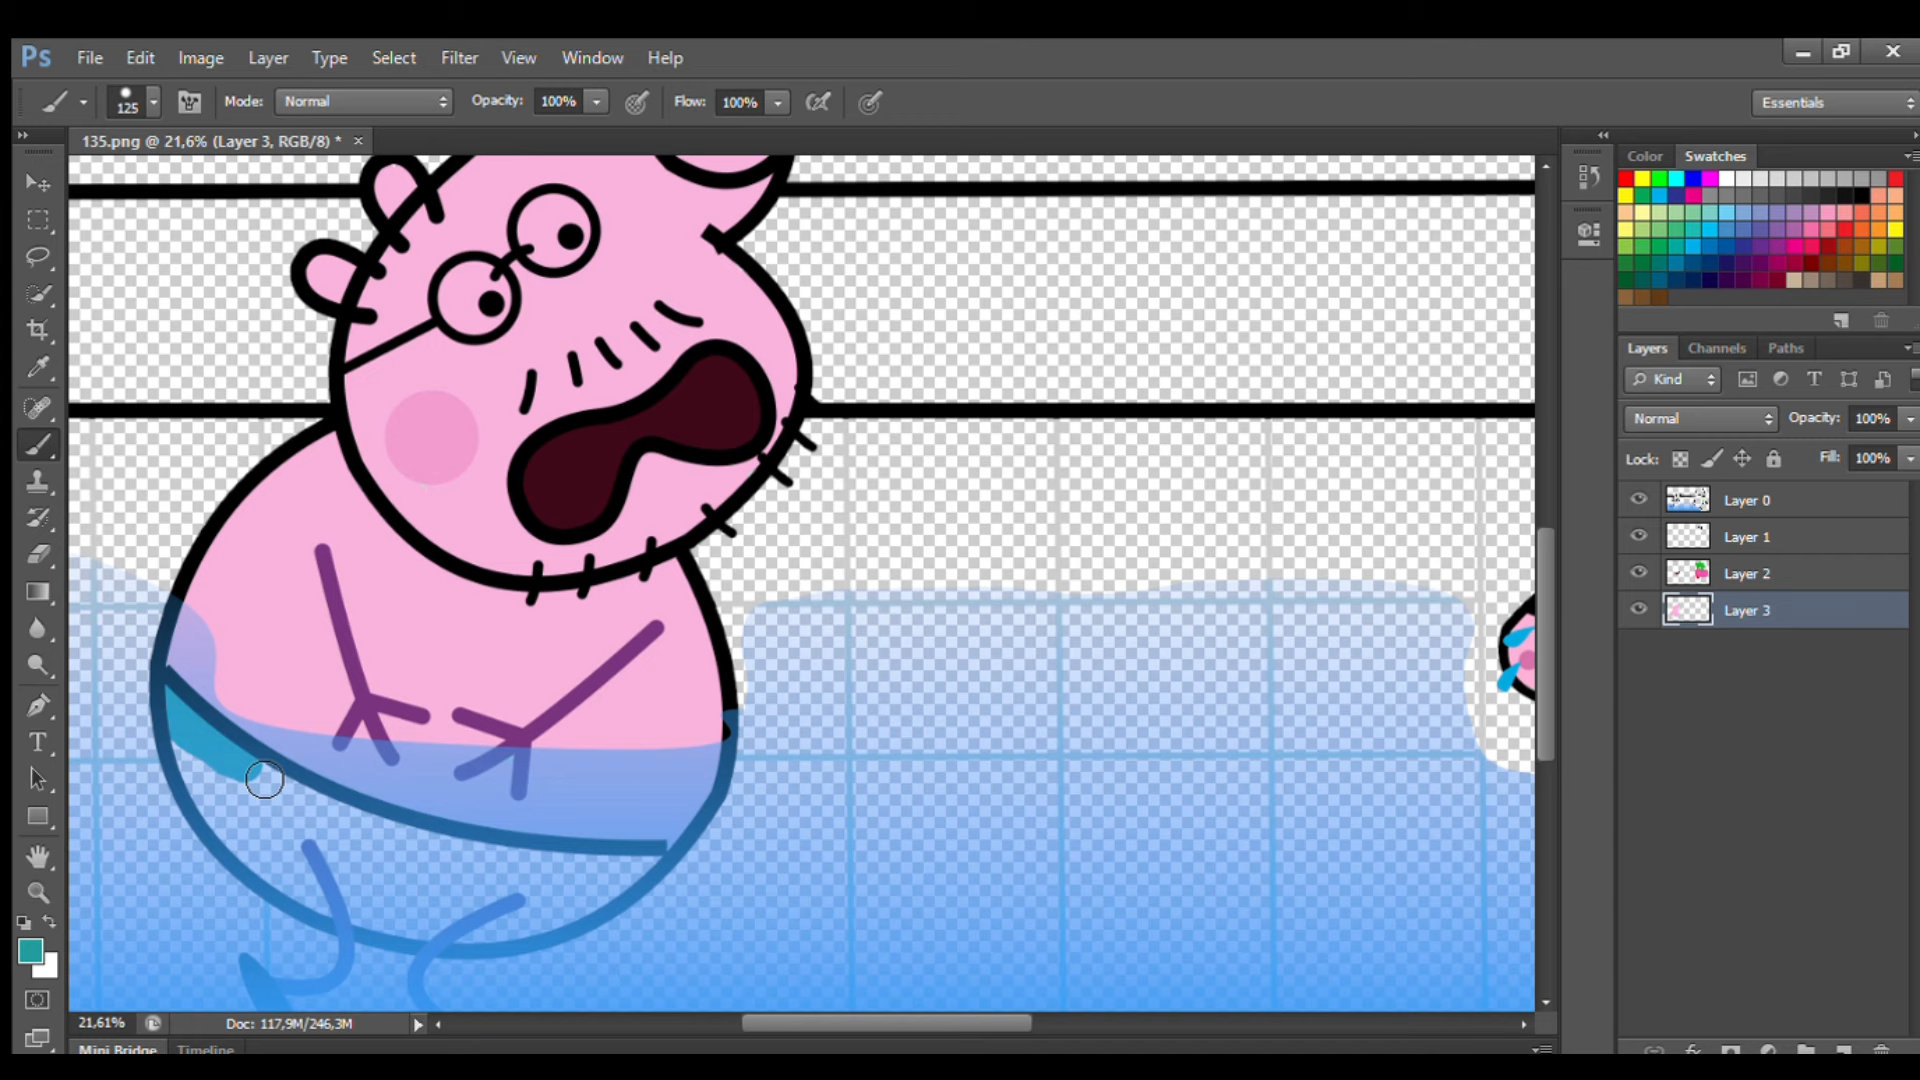 Ps File Edit Image Layer Type Select Filter View Window Help
125 Mode: Normal Opacity: 100% Flow: 100% Essentials
135.png @ 21,6% (Layer 3, RGB/8) * ×
Color Swatches
Layers Channels Paths
Kind
Normal Opacity: 100%
Lock: Fill: 100%
Layer 0
Layer 1
Layer 2
Layer 3
21,61% Doc: 117,9M/246,3M
Mini Bridge Timeline